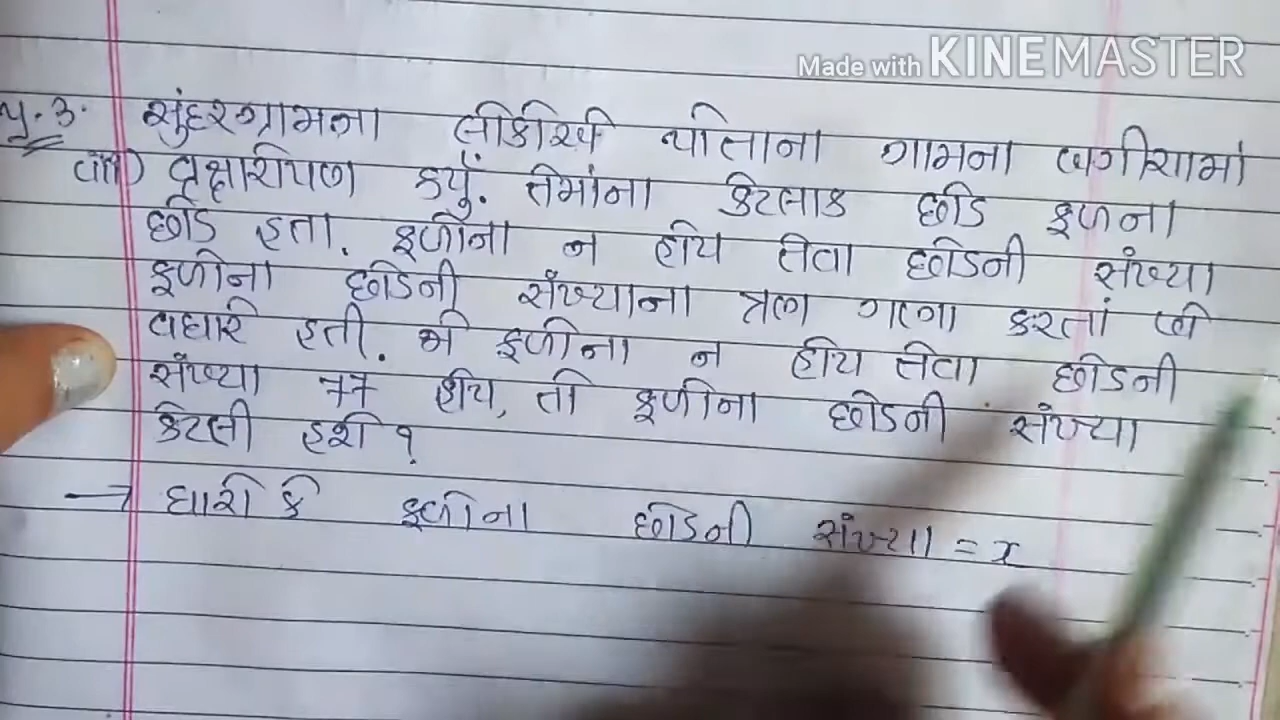 Made with KINEMASTER
પ્ર.3. સુંદરગ્રામના લોકોએ પોતાના ગામના બગીચામાં
(iii) વૃક્ષારોપણ કર્યું. તેમાંના કેટલાક છોડ ફળના
છોડ હતા. ફળોના ન હોય તેવા છોડની સંખ્યા
ફળોના છોડની સંખ્યાના ત્રણ ગણા કરતાં બે
વધારે હતી. જો ફળોના ન હોય તેવા છોડની
સંખ્યા 77 હોય, તો ફળોના છોડની સંખ્યા
કેટલી હશે ?
→ ધારો કે ફળોના છોડની સંખ્યા = x